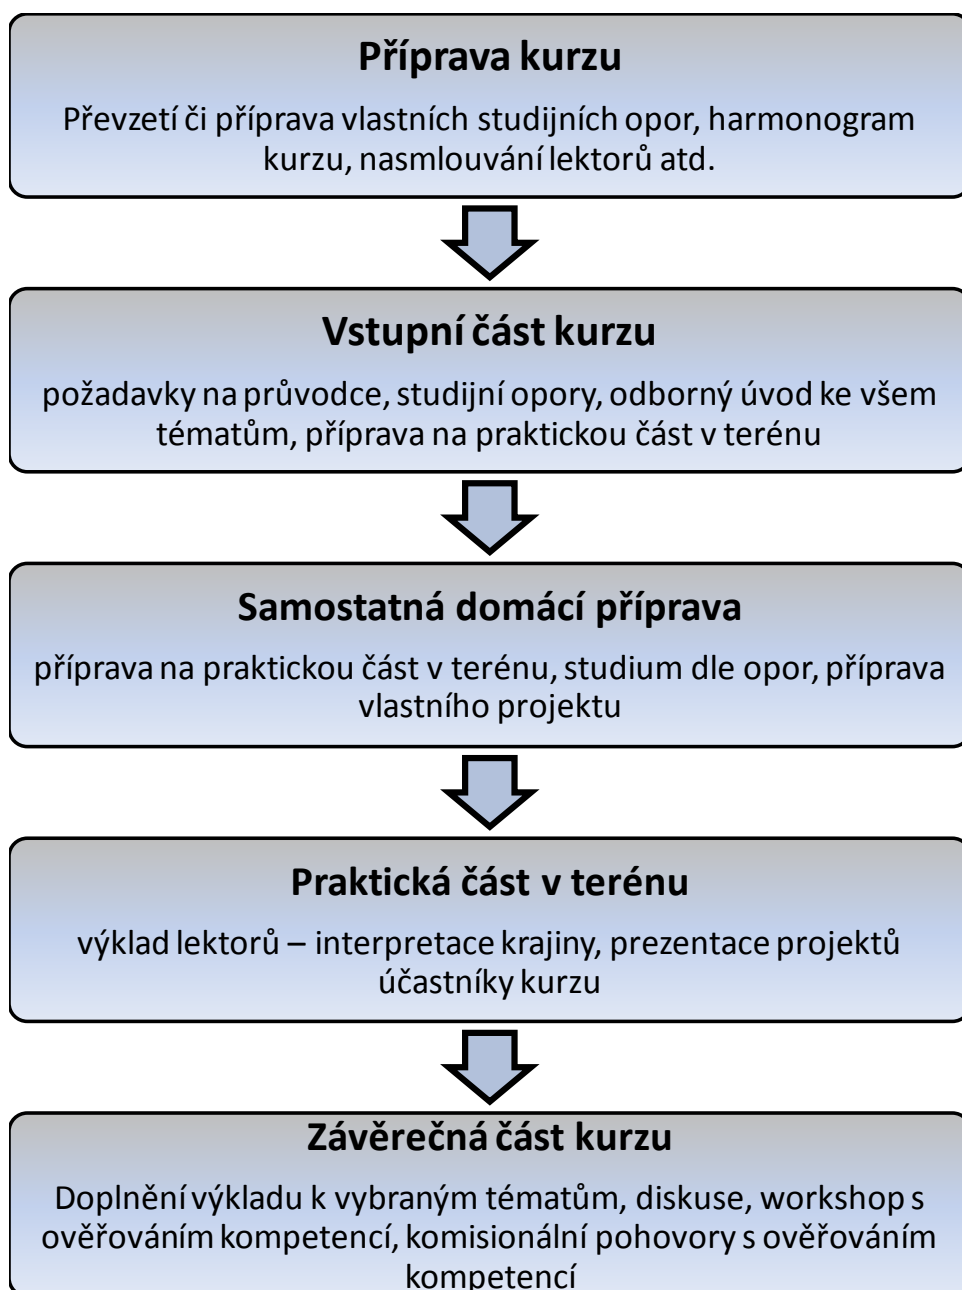 Příprava kurzu
Převzetí či příprava vlastních studijních opor, harmonogram
kurzu, nasmlouvání lektorů atd.
Vstupní část kurzu
požadavky na průvodce, studijní opory, odborný úvod ke všem
tématům, příprava na praktickou část v terénu
Samostatná domácí příprava
příprava na praktickou část v terénu, studium dle opor, příprava
vlastního projektu
Praktická část v terénu
výklad lektorů – interpretace krajiny, prezentace projektů
účastníky kurzu
Závěrečná část kurzu
Doplnění výkladu k vybraným tématům, diskuse, workshop s
ověřováním kompetencí, komisionální pohovory s ověřováním
kompetencí